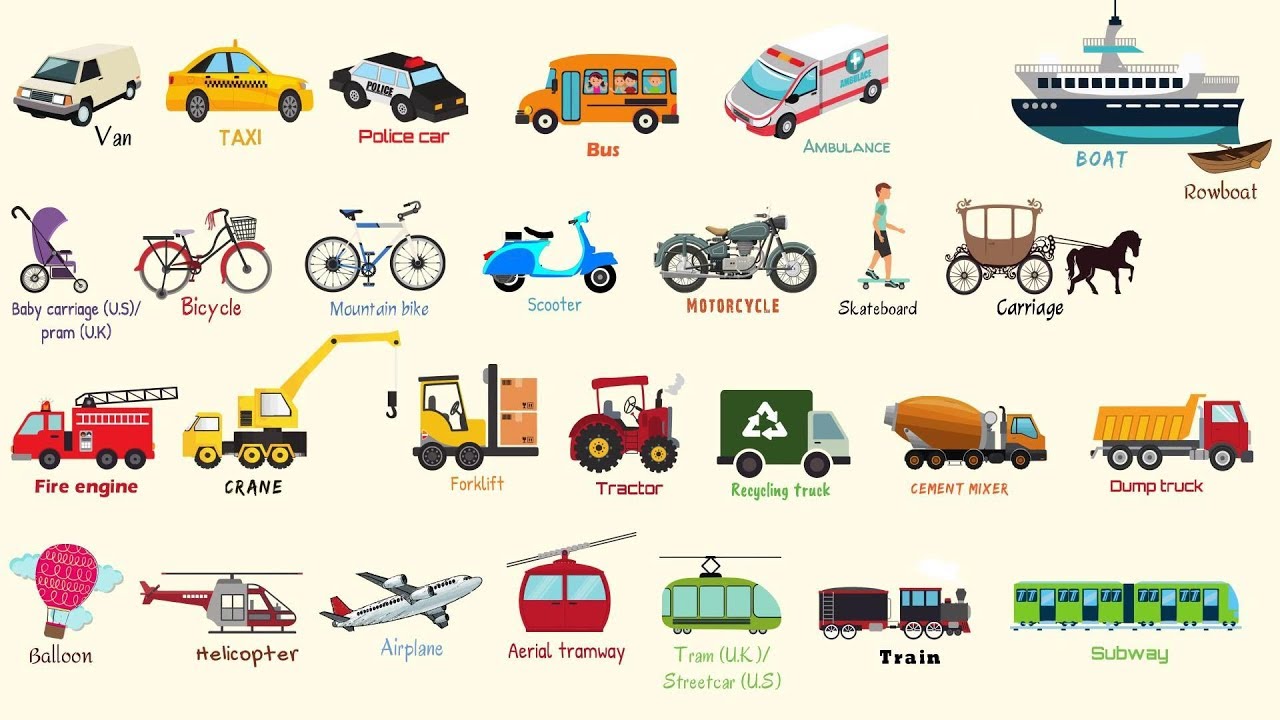 Van
TAXI
POLICE
Police car
Bus
AMBULACE
AMBULANCE
BOAT
Rowboat
Baby carriage (U.S)/
pram (U.K)
Bicycle
Mountain bike
Scooter
MOTORCYCLE
Skateboard
Carriage
Fire engine
CRANE
Forklift
Tractor
Recycling truck
CEMENT MIXER
Dump truck
Balloon
Helicopter
Airplane
Aerial tramway
Tram (U.K)/
Streetcar (U.S)
Train
Subway